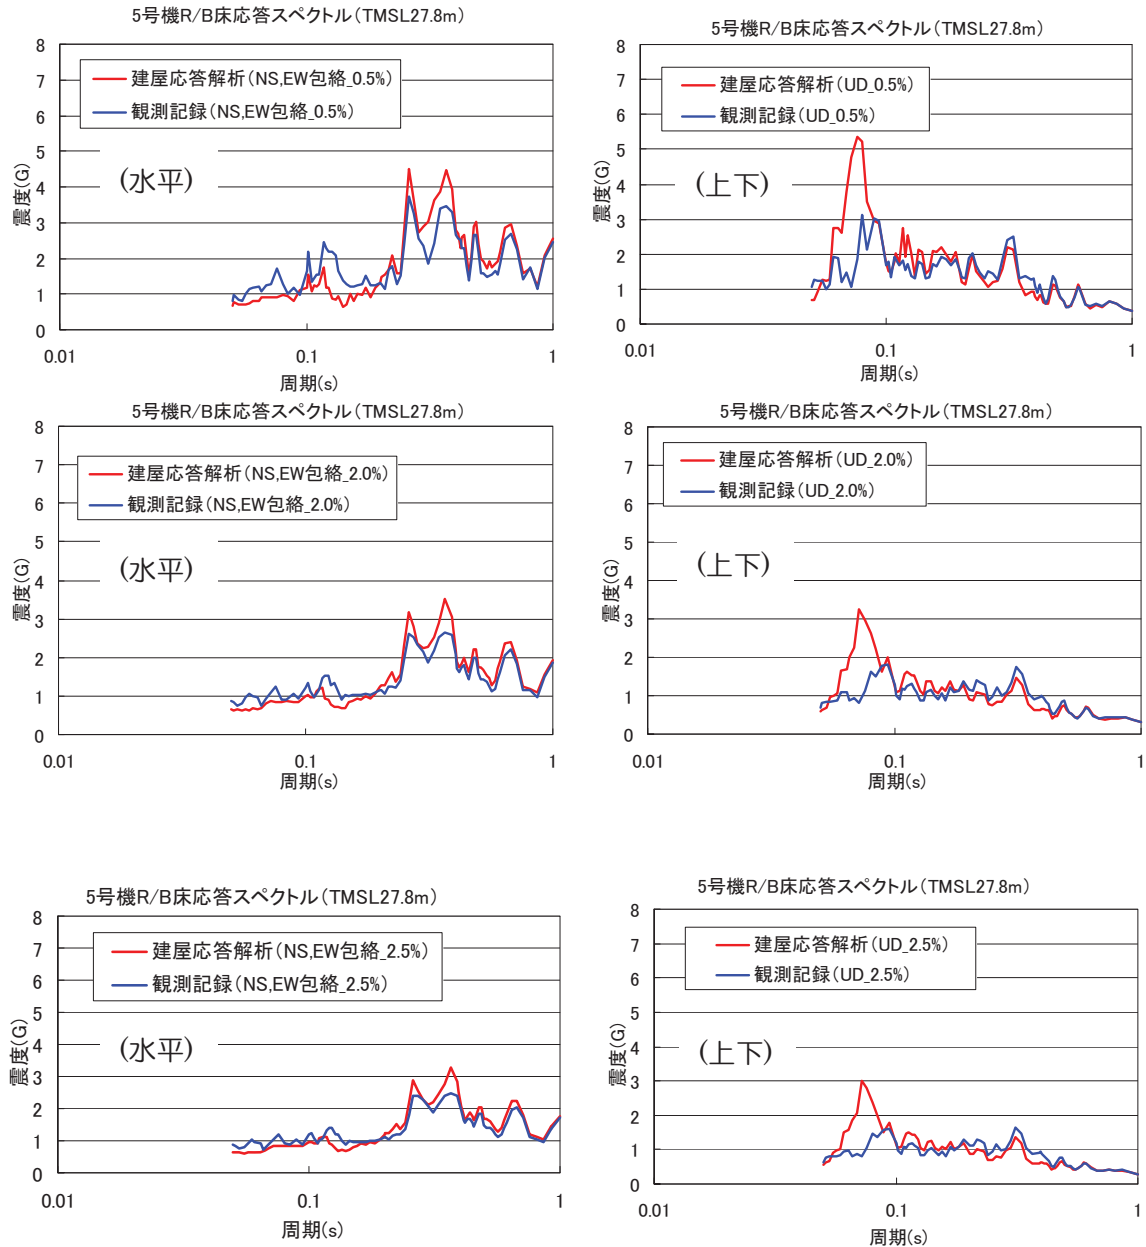 5号機R/B床応答スペクトル(TMSL27.8m)
8
7
6
5
4
3
2
1
0
震度(G)
建屋応答解析(NS,EW包絡_0.5%)
観測記録(NS,EW包絡_0.5%)
(水平)
0.01
0.1
1
周期(s)
5号機R/B床応答スペクトル(TMSL27.8m)
8
7
6
5
4
3
2
1
0
震度(G)
建屋応答解析(UD_0.5%)
観測記録(UD_0.5%)
(上下)
0.01
0.1
1
周期(s)
5号機R/B床応答スペクトル(TMSL27.8m)
8
7
6
5
4
3
2
1
0
震度(G)
建屋応答解析(NS,EW包絡_2.0%)
観測記録(NS,EW包絡_2.0%)
(水平)
0.01
0.1
1
周期(s)
5号機R/B床応答スペクトル(TMSL27.8m)
8
7
6
5
4
3
2
1
0
震度(G)
建屋応答解析(UD_2.0%)
観測記録(UD_2.0%)
(上下)
0.01
0.1
1
周期(s)
5号機R/B床応答スペクトル(TMSL27.8m)
8
7
6
5
4
3
2
1
0
震度(G)
建屋応答解析(NS,EW包絡_2.5%)
観測記録(NS,EW包絡_2.5%)
(水平)
0.01
0.1
1
周期(s)
5号機R/B床応答スペクトル(TMSL27.8m)
8
7
6
5
4
3
2
1
0
震度(G)
建屋応答解析(UD_2.5%)
観測記録(UD_2.5%)
(上下)
0.01
0.1
1
周期(s)